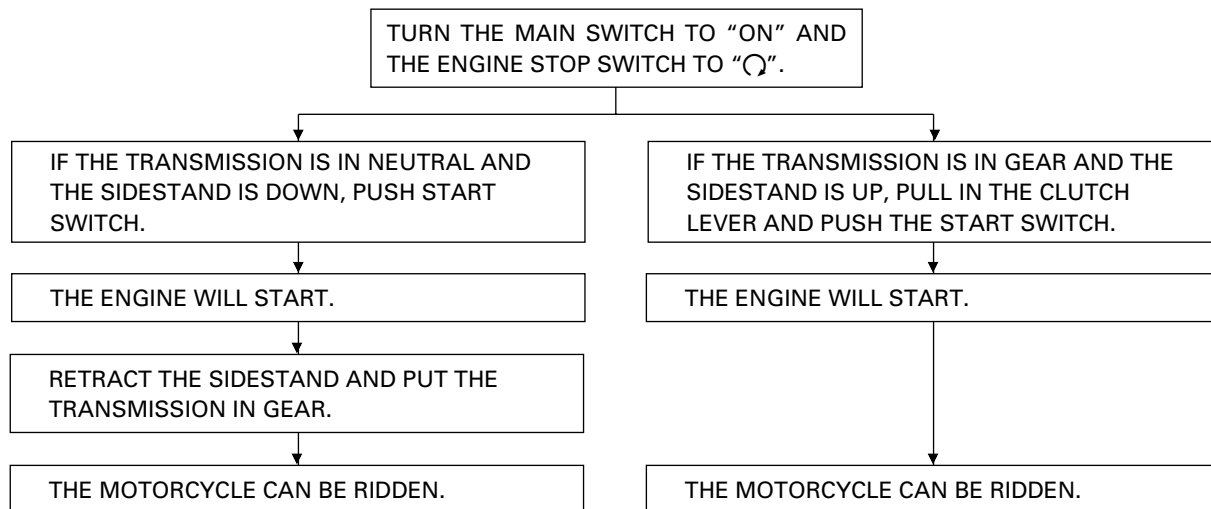 TURN THE MAIN SWITCH TO “ON” AND
THE ENGINE STOP SWITCH TO “↻”.
IF THE TRANSMISSION IS IN NEUTRAL AND
THE SIDESTAND IS DOWN, PUSH START
SWITCH.
THE ENGINE WILL START.
RETRACT THE SIDESTAND AND PUT THE
TRANSMISSION IN GEAR.
THE MOTORCYCLE CAN BE RIDDEN.
IF THE TRANSMISSION IS IN GEAR AND THE
SIDESTAND IS UP, PULL IN THE CLUTCH
LEVER AND PUSH THE START SWITCH.
THE ENGINE WILL START.
THE MOTORCYCLE CAN BE RIDDEN.